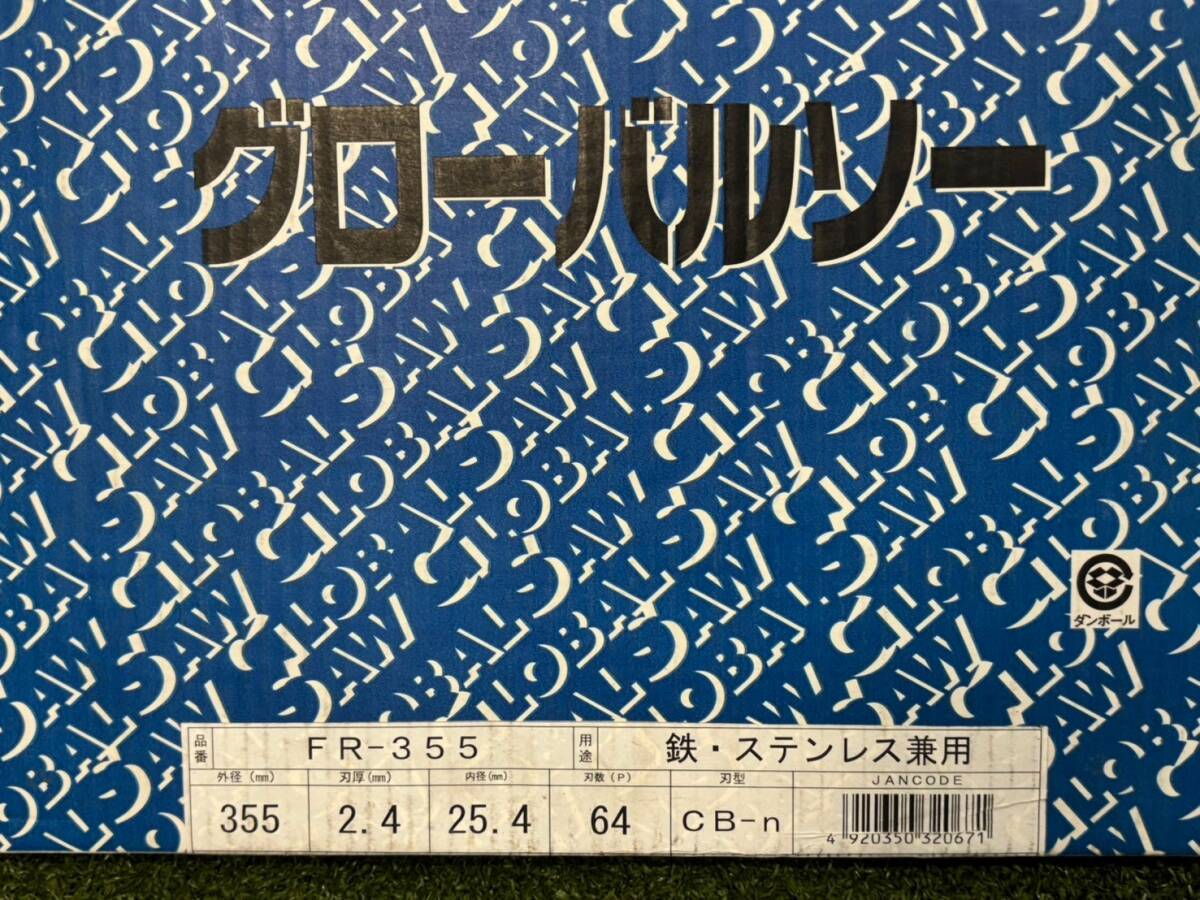 グローバルソー
ダンボール
品番 FR-355 用途 鉄・ステンレス兼用
外径(mm) 刃厚(mm) 内径(mm) 刃数(P) 刃型 JANCODE
355 2.4 25.4 64 CB-n
4 920350 320671